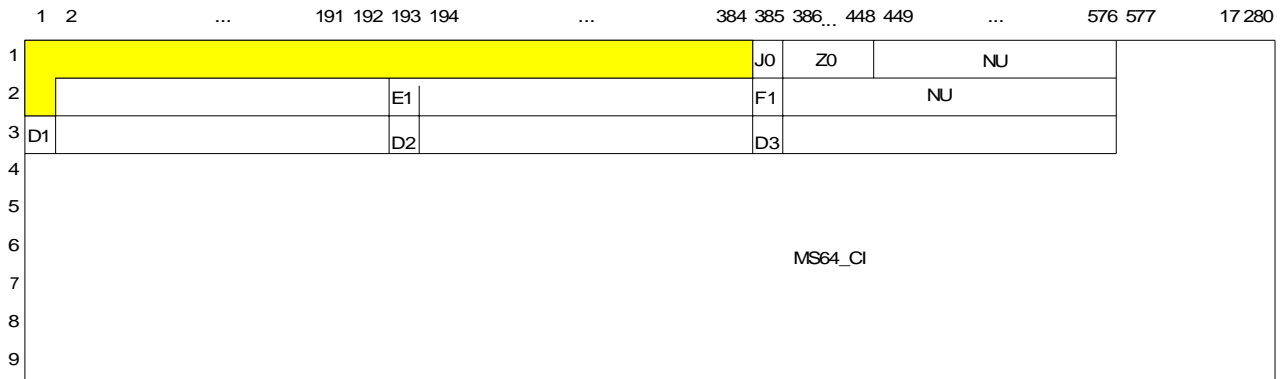 1 2 ... 191 192 193 194 ... 384 385 386... 448 449 ... 576 577 17 280
1 J0 Z0 NU
2 E1 F1 NU
3 D1 D2 D3
4
5
6 MS64_CI
7
8
9